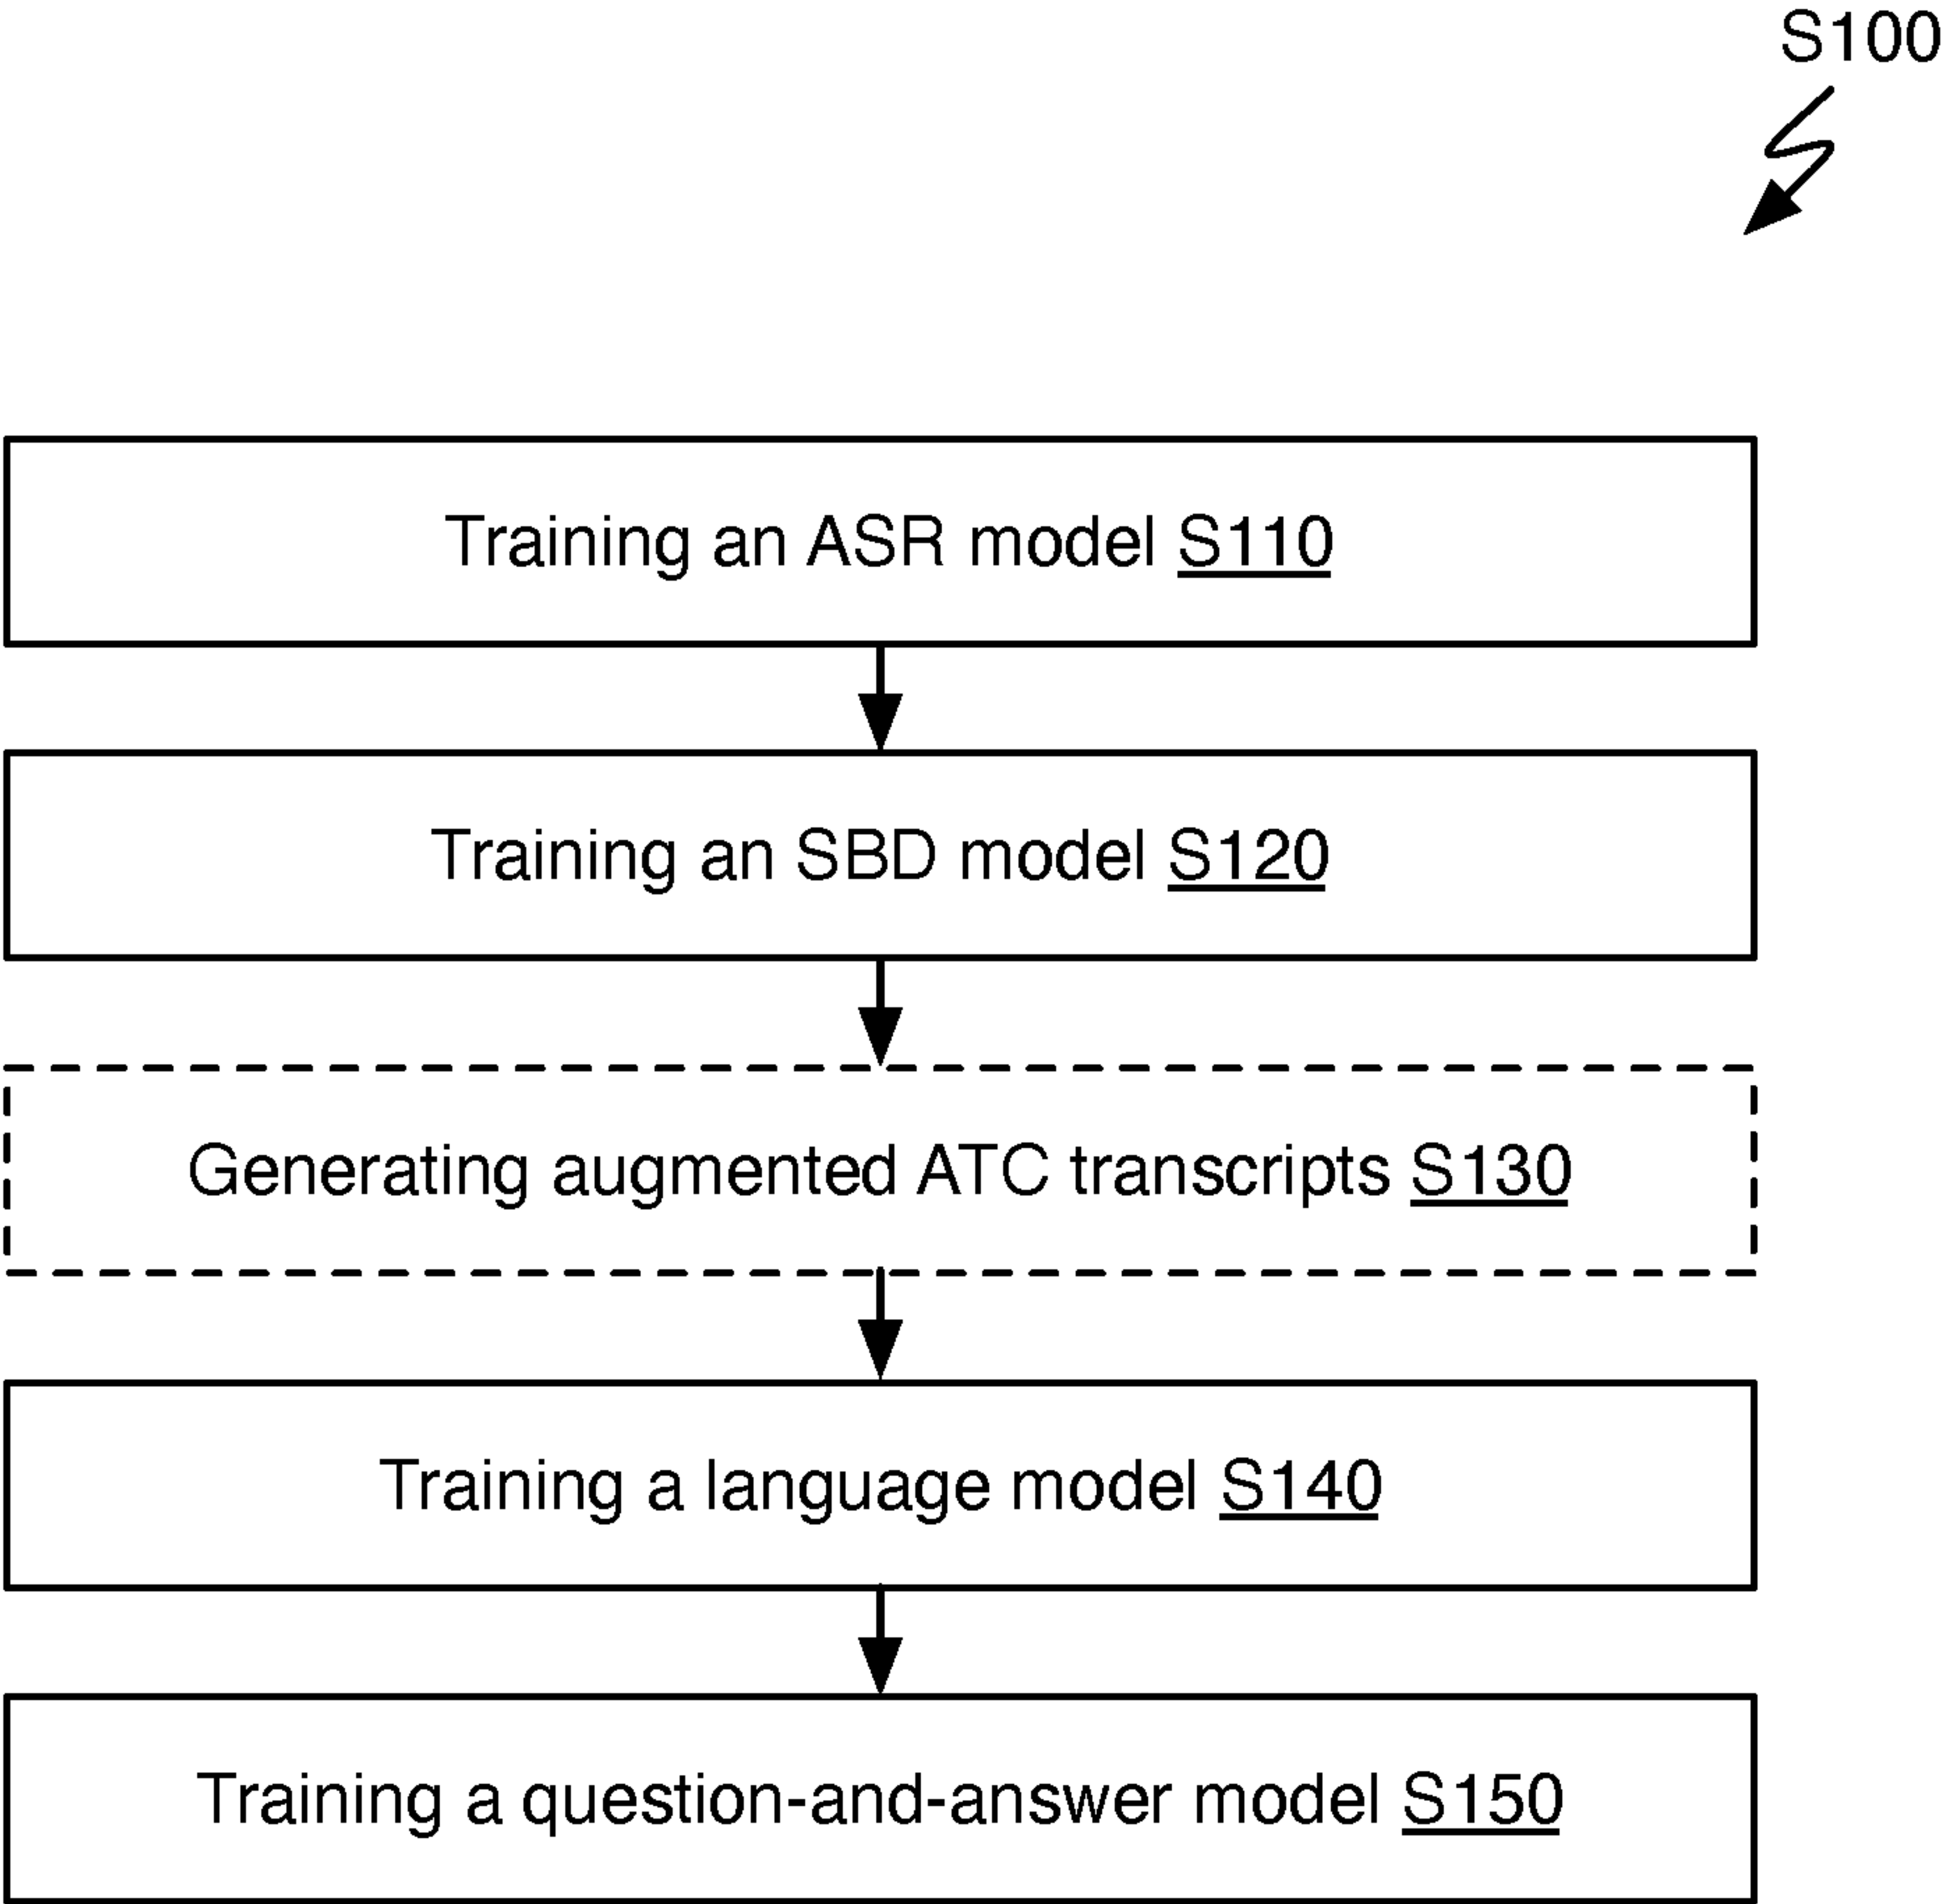 S100
Training an ASR model S110
Training an SBD model S120
Generating augmented ATC transcripts S130
Training a language model S140
Training a question-and-answer model S150